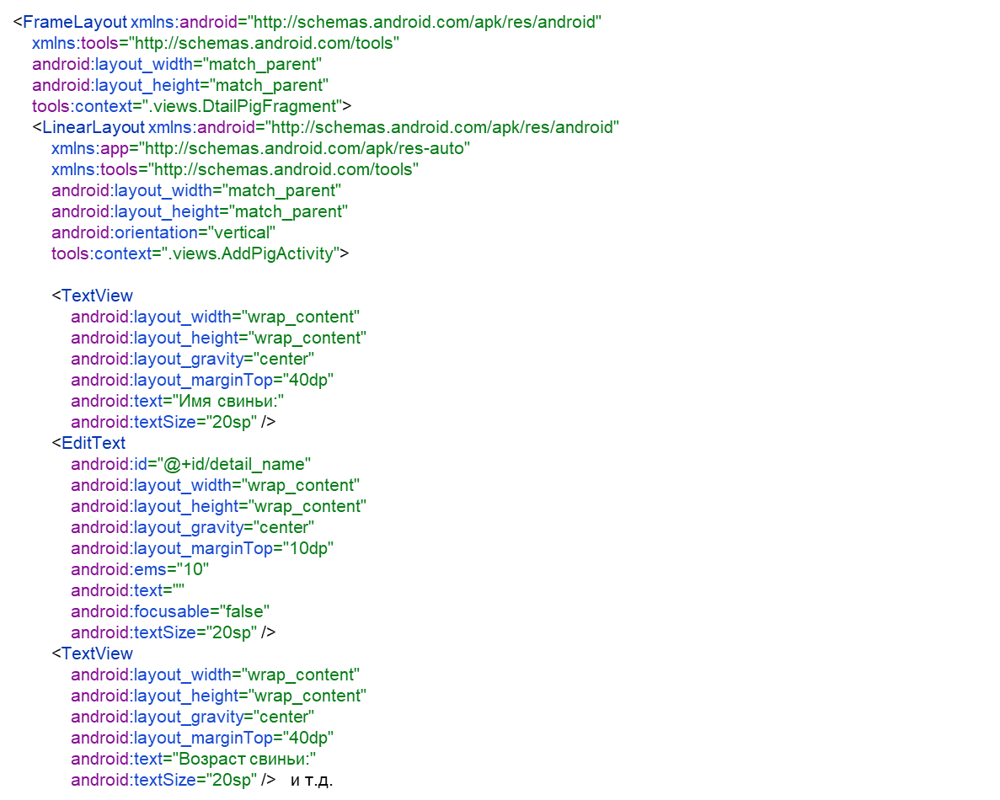 <FrameLayout xmlns:android="http://schemas.android.com/apk/res/android"
xmlns:tools="http://schemas.android.com/tools"
android:layout_width="match_parent"
android:layout_height="match_parent"
tools:context=".views.DtailPigFragment">
<LinearLayout xmlns:android="http://schemas.android.com/apk/res/android"
xmlns:app="http://schemas.android.com/apk/res-auto"
xmlns:tools="http://schemas.android.com/tools"
android:layout_width="match_parent"
android:layout_height="match_parent"
android:orientation="vertical"
tools:context=".views.AddPigActivity">
<TextView
android:layout_width="wrap_content"
android:layout_height="wrap_content"
android:layout_gravity="center"
android:layout_marginTop="40dp"
android:text="Имя свиньи:"
android:textSize="20sp" />
<EditText
android:id="@+id/detail_name"
android:layout_width="wrap_content"
android:layout_height="wrap_content"
android:layout_gravity="center"
android:layout_marginTop="10dp"
android:ems="10"
android:text=""
android:focusable="false"
android:textSize="20sp" />
<TextView
android:layout_width="wrap_content"
android:layout_height="wrap_content"
android:layout_gravity="center"
android:layout_marginTop="40dp"
android:text="Возраст свиньи:"
android:textSize="20sp" /> и т.д.